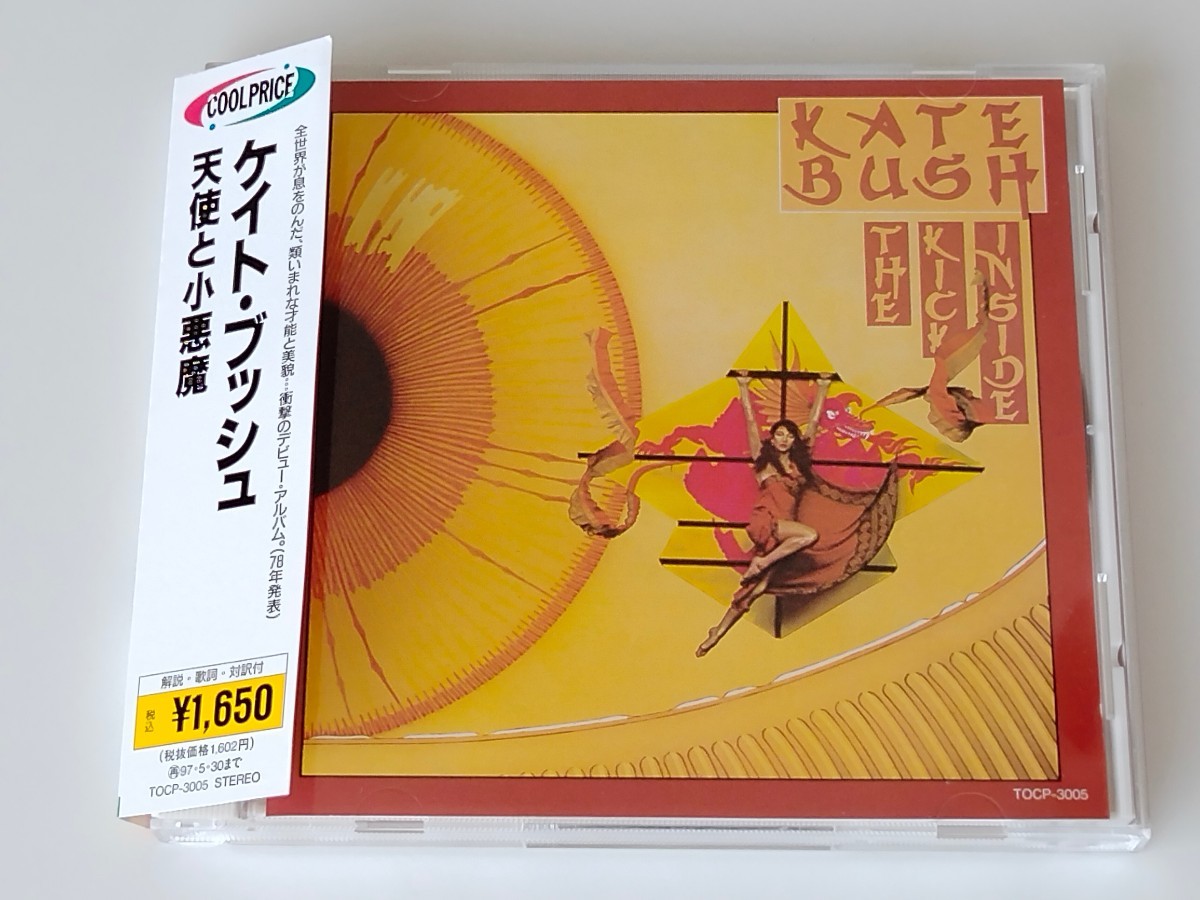 COOLPRICE
全世界が息をのんだ、類いまれな才能と美貌…衝撃のデビュー・アルバム。(78年発表)
ケイト・ブッシュ
天使と小悪魔
解説・歌詞・対訳付
税込 ¥1,650
(税抜価格1,602円)
再97・5・30まで
TOCP-3005 STEREO
KATE
BUSH
THE
KICK
INSIDE
TOCP-3005